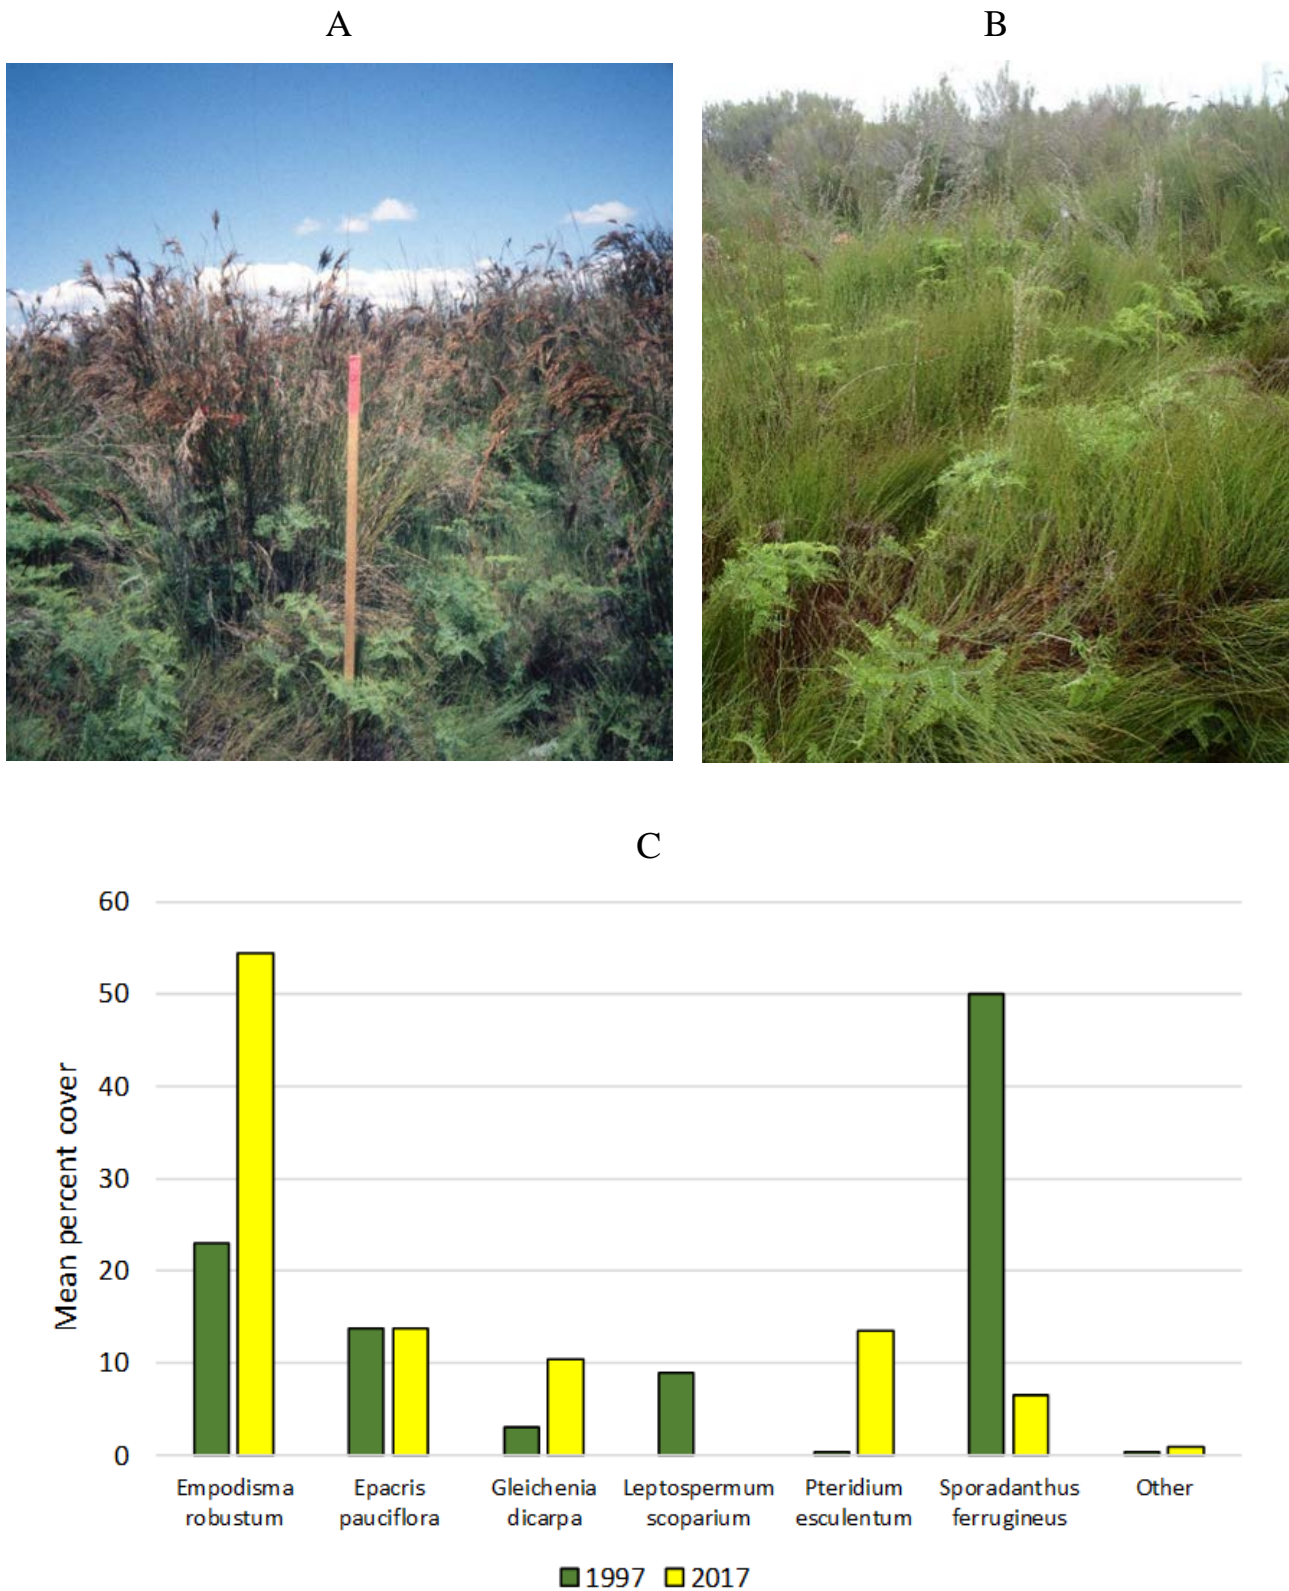 A
B
C
60
50
40
30
20
10
0
Mean percent cover
Empodisma robustum
Epacris pauciflora
Gleichenia dicarpa
Leptospermum scoparium
Pteridium esculentum
Sporadanthus ferrugineus
Other
1997 2017